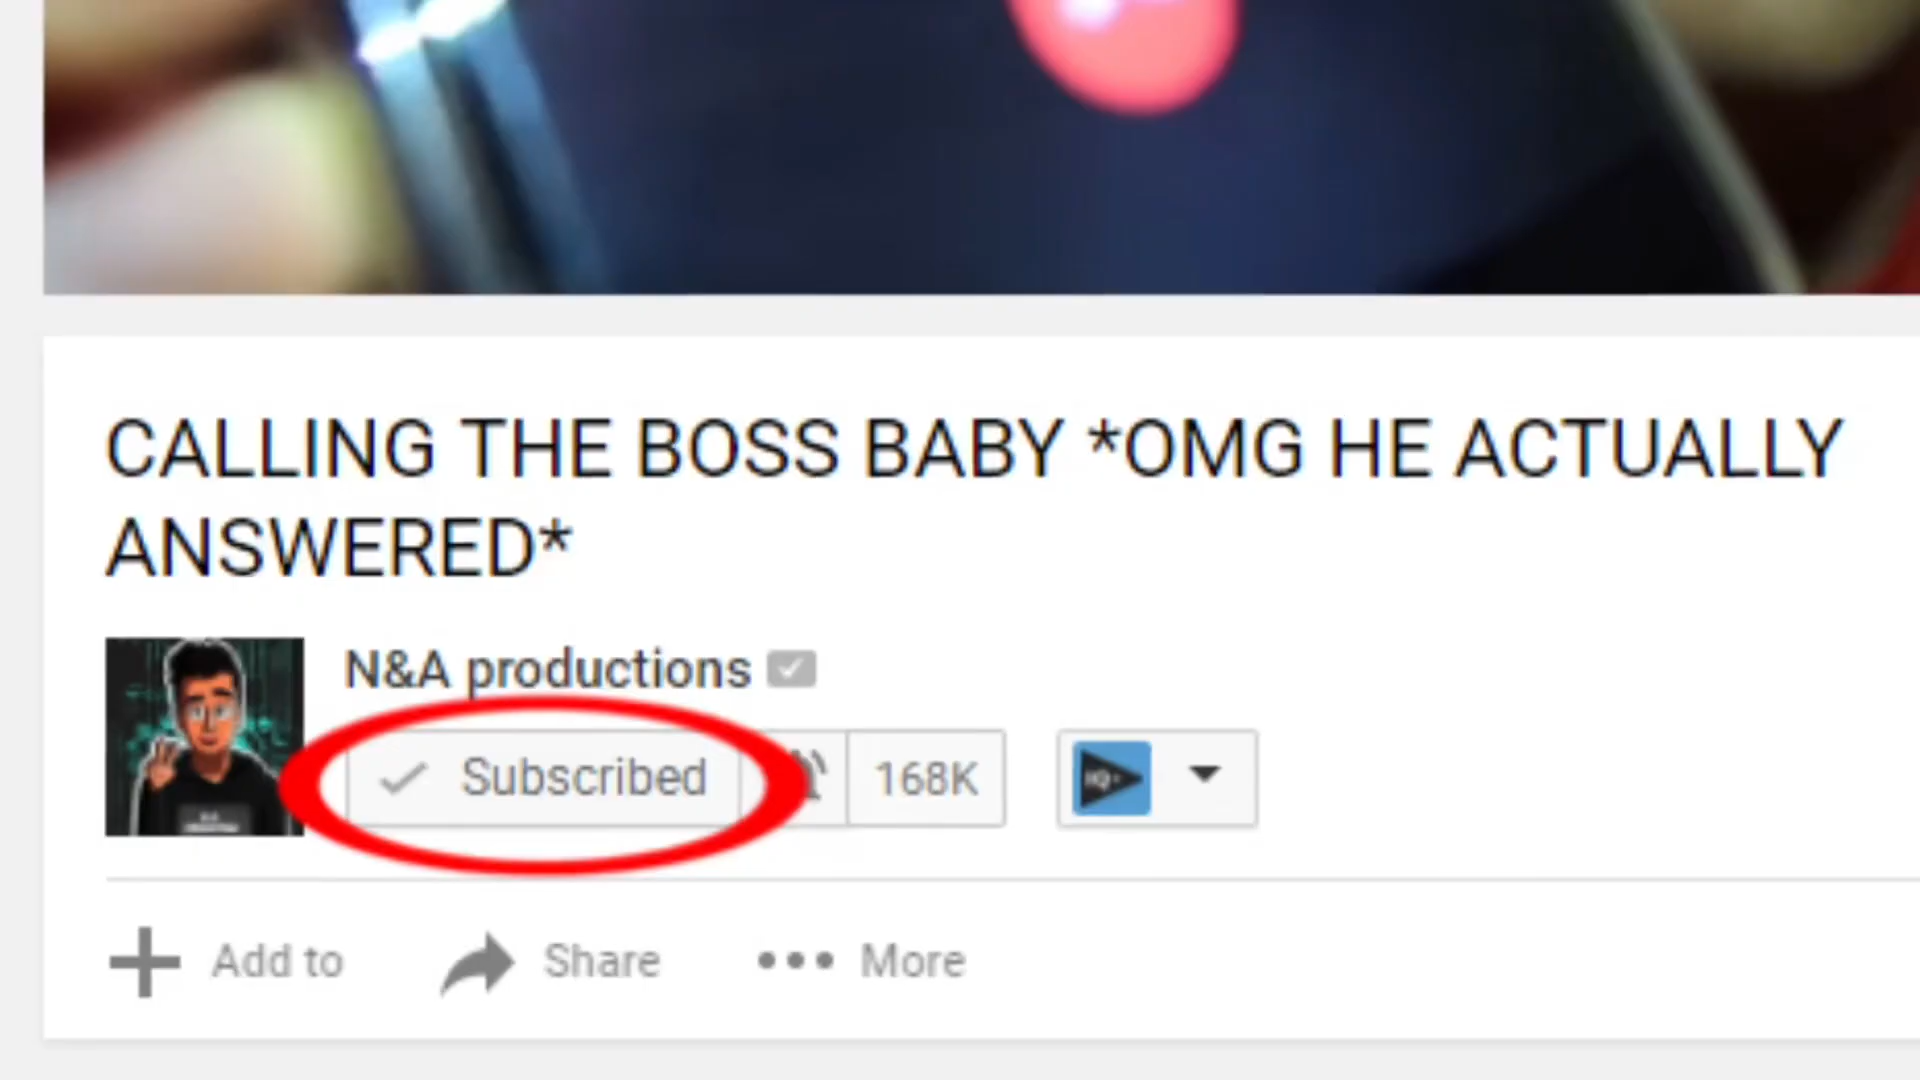 CALLING THE BOSS BABY *OMG HE ACTUALLY
ANSWERED*
N&A productions
Subscribed
168K
Add to
Share
More